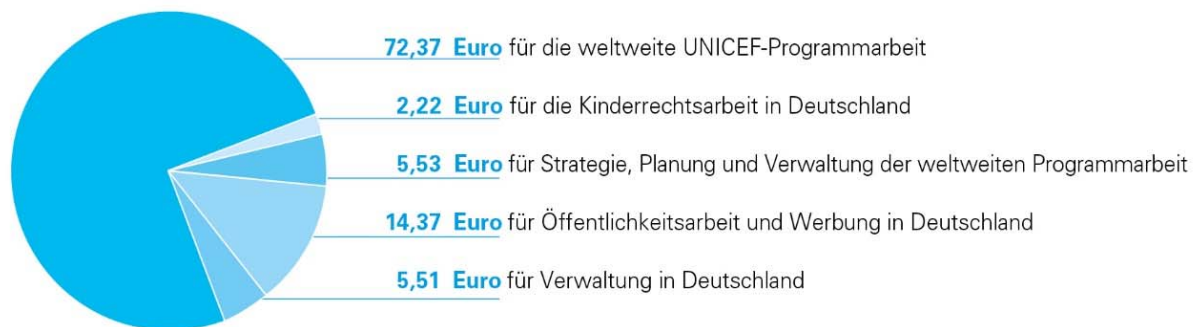 72,37 Euro für die weltweite UNICEF-Programmarbeit
2,22 Euro für die Kinderrechtsarbeit in Deutschland
5,53 Euro für Strategie, Planung und Verwaltung der weltweiten Programmarbeit
14,37 Euro für Öffentlichkeitsarbeit und Werbung in Deutschland
5,51 Euro für Verwaltung in Deutschland